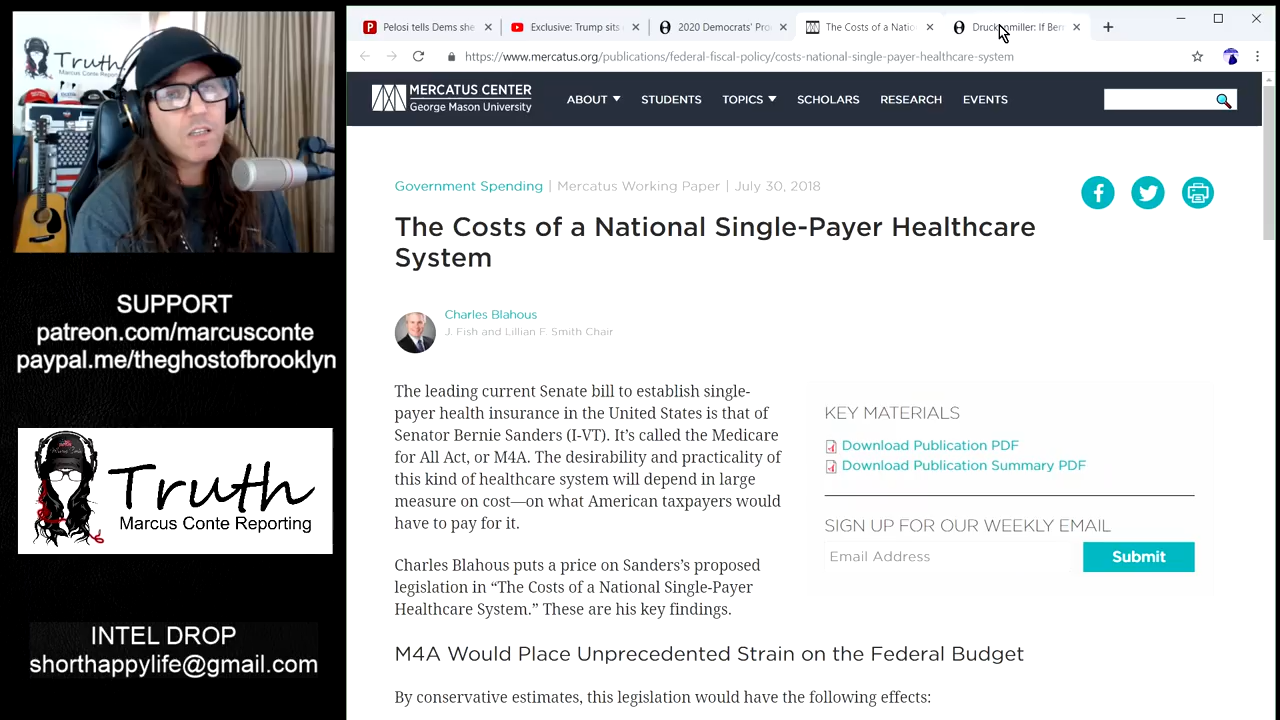 Truth
Marcus Conte Reporting
SUPPORT
patreon.com/marcusconte
paypal.me/theghostofbrooklyn
Truth
Marcus Conte Reporting
INTEL DROP
shorthappylife@gmail.com
Pelosi tells Dems she
Exclusive: Trump sits
2020 Democrats' Pro
The Costs of a Natio
https://www.mercatus.org/publications/federal-fiscal-policy/costs-national-single-payer-healthcare-system
MERCATUS CENTER
George Mason University
ABOUT
STUDENTS
TOPICS
SCHOLARS
RESEARCH
EVENTS
Government Spending | Mercatus Working Paper | July 30, 2018
The Costs of a National Single-Payer Healthcare
System
Charles Blahous
J. Fish and Lillian F. Smith Chair
The leading current Senate bill to establish single-
payer health insurance in the United States is that of
Senator Bernie Sanders (I-VT). It’s called the Medicare
for All Act, or M4A. The desirability and practicality of
this kind of healthcare system will depend in large
measure on cost—on what American taxpayers would
have to pay for it.
Charles Blahous puts a price on Sanders’s proposed
legislation in “The Costs of a National Single-Payer
Healthcare System.” These are his key findings.
KEY MATERIALS
Download Publication PDF
Download Publication Summary PDF
SIGN UP FOR OUR WEEKLY EMAIL
Email Address
Submit
M4A Would Place Unprecedented Strain on the Federal Budget
By conservative estimates, this legislation would have the following effects: